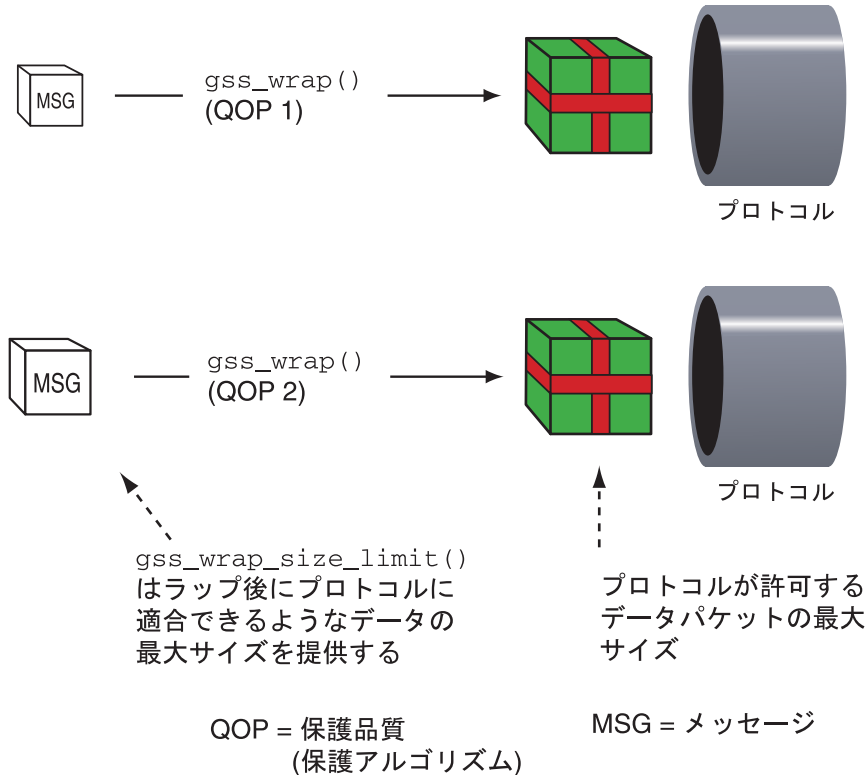 MSG
gss_wrap()
(QOP 1)
プロトコル
MSG
gss_wrap()
(QOP 2)
プロトコル
gss_wrap_size_limit()
はラップ後にプロトコルに
適合できるようなデータの
最大サイズを提供する
プロトコルが許可する
データパケットの最大
サイズ
QOP = 保護品質
(保護アルゴリズム)
MSG = メッセージ